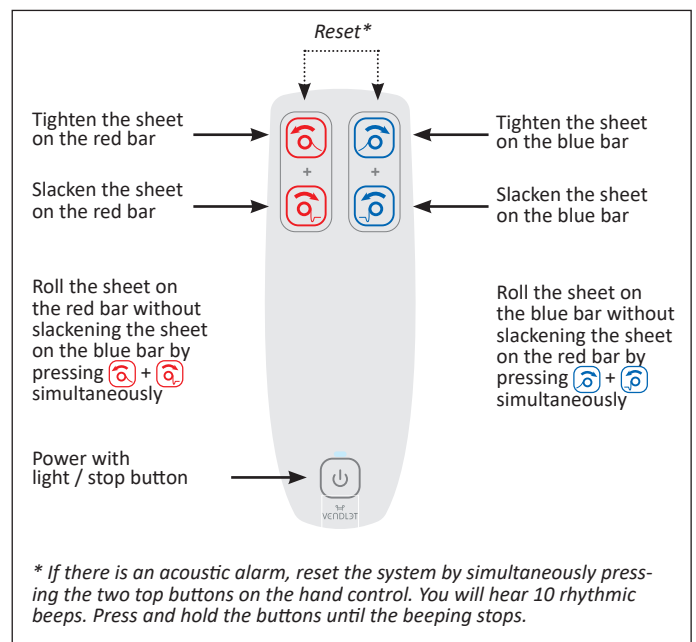 Reset*
Tighten the sheet
on the red bar
Tighten the sheet
on the blue bar
+
+
Slacken the sheet
on the red bar
Slacken the sheet
on the blue bar
Roll the sheet on
the red bar without
slackening the sheet
on the blue bar by
pressing +
simultaneously
Roll the sheet on
the blue bar without
slackening the sheet
on the red bar by
pressing +
simultaneously
Power with
light / stop button
VENDLET
* If there is an acoustic alarm, reset the system by simultaneously press-
ing the two top buttons on the hand control. You will hear 10 rhythmic
beeps. Press and hold the buttons until the beeping stops.